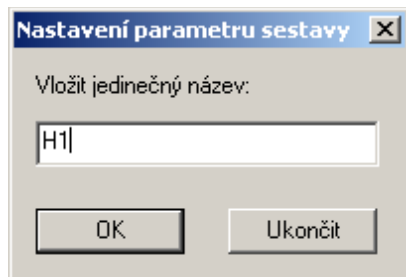 Nastavení parametru sestavy
Vložit jedinečný název:
H1
OK Ukončit